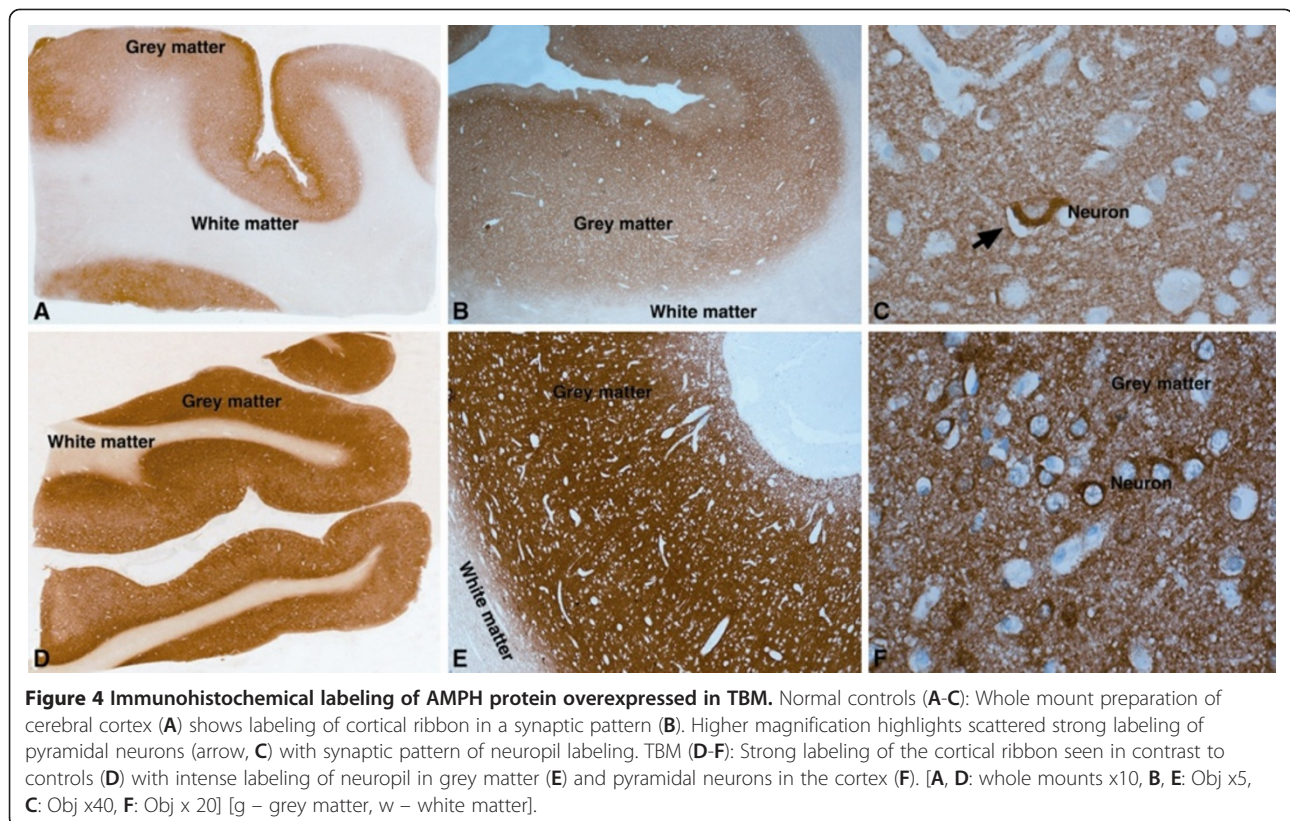 Grey matter
White matter
A
Grey matter
White matter
B
Neuron
C
Grey matter
White matter
D
Grey matter
White matter
E
Grey matter
Neuron
F
Figure 4 Immunohistochemical labeling of AMPH protein overexpressed in TBM. Normal controls (A-C): Whole mount preparation of
cerebral cortex (A) shows labeling of cortical ribbon in a synaptic pattern (B). Higher magnification highlights scattered strong labeling of
pyramidal neurons (arrow, C) with synaptic pattern of neuropil labeling. TBM (D-F): Strong labeling of the cortical ribbon seen in contrast to
controls (D) with intense labeling of neuropil in grey matter (E) and pyramidal neurons in the cortex (F). [A, D: whole mounts x10, B, E: Obj x5,
C: Obj x40, F: Obj x 20] [g – grey matter, w – white matter].